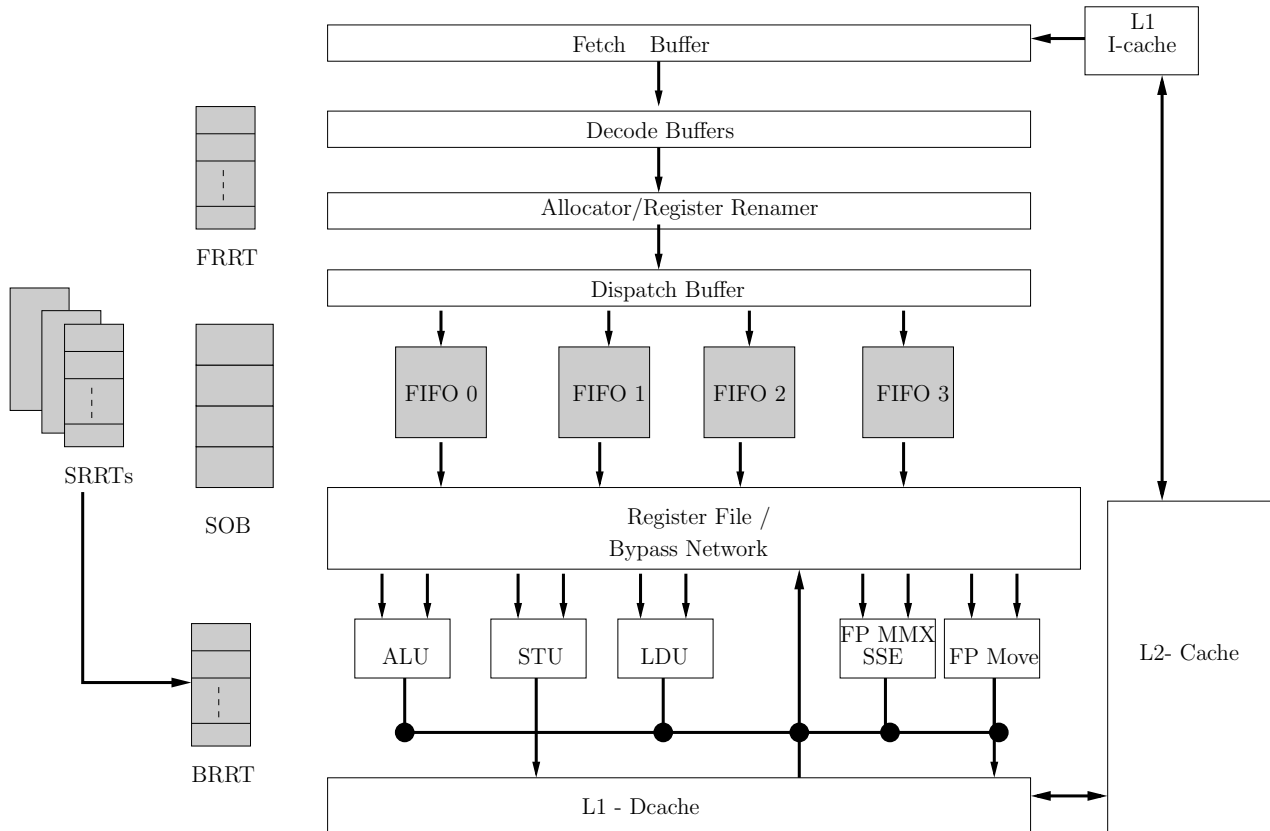 L1
I-cache
Fetch Buffer
Decode Buffers
Allocator/Register Renamer
FRRT
Dispatch Buffer
FIFO 0
FIFO 1
FIFO 2
FIFO 3
SRRTs
SOB
Register File /
Bypass Network
ALU
STU
LDU
FP MMX
SSE
FP Move
L2- Cache
BRRT
L1 - Dcache